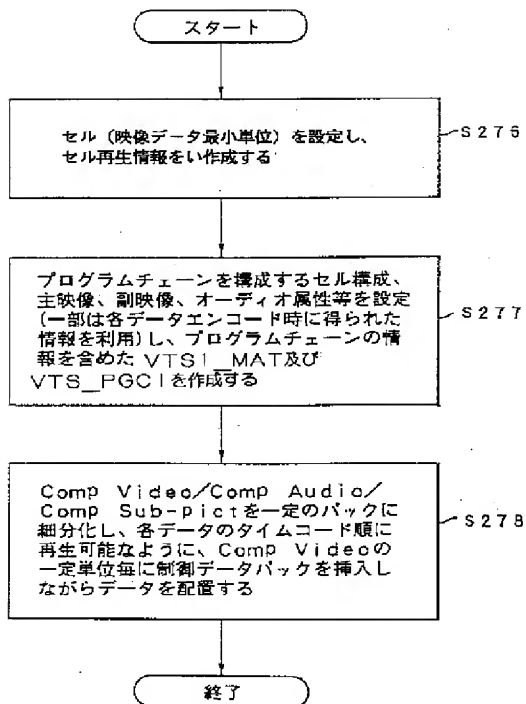 スタート
セル（映像データ最小単位）を設定し、
セル再生情報をい作成する
S276
プログラムチェーンを構成するセル構成、
主映像、副映像、オーディオ属性等を設定
(一部は各データエンコード時に得られた
情報を利用)し、プログラムチェーンの情
報を含めた VTSI_MAT及び
VTS_PGCIを作成する
S277
Comp Video/Comp Audio/
Comp Sub-pictを一定のパックに
細分化し、各データのタイムコード順に
再生可能なように、Comp Videoの
一定単位毎に制御データパックを挿入し
ながらデータを配置する
S278
終了